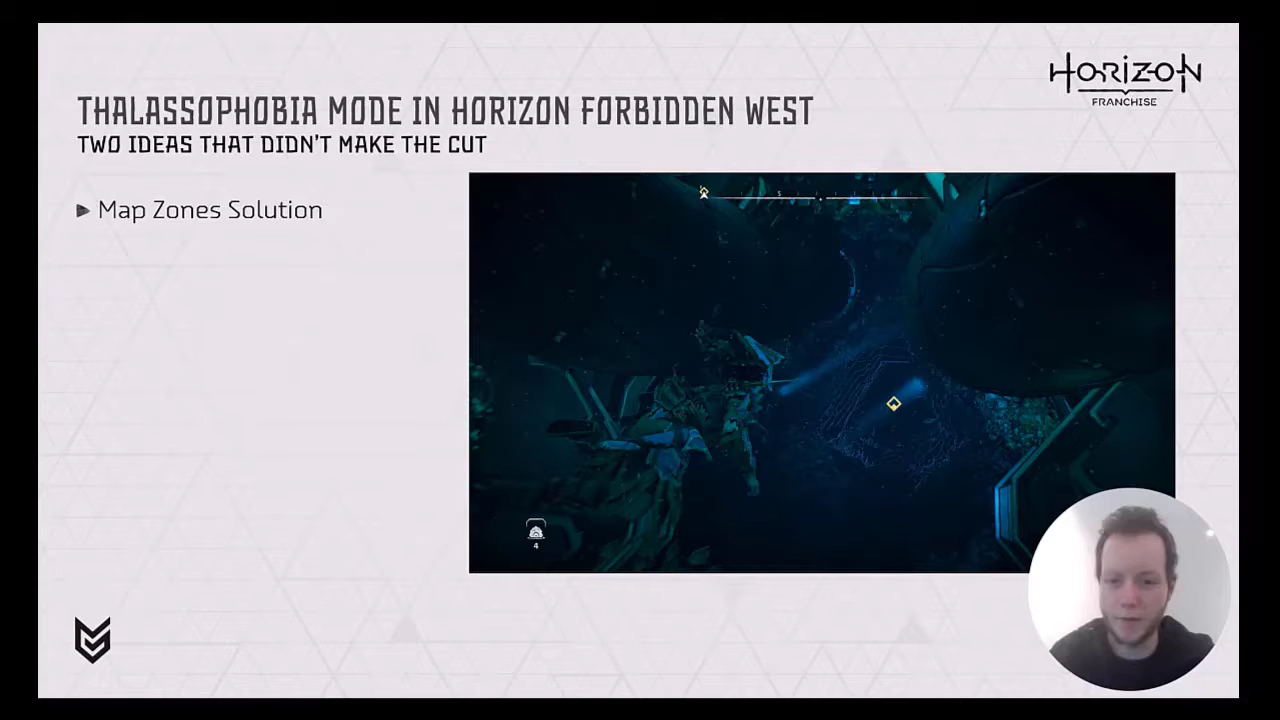 HORIZON
FRANCHISE
THALASSOPHOBIA MODE IN HORIZON FORBIDDEN WEST
TWO IDEAS THAT DIDN'T MAKE THE CUT
Map Zones Solution
S
4